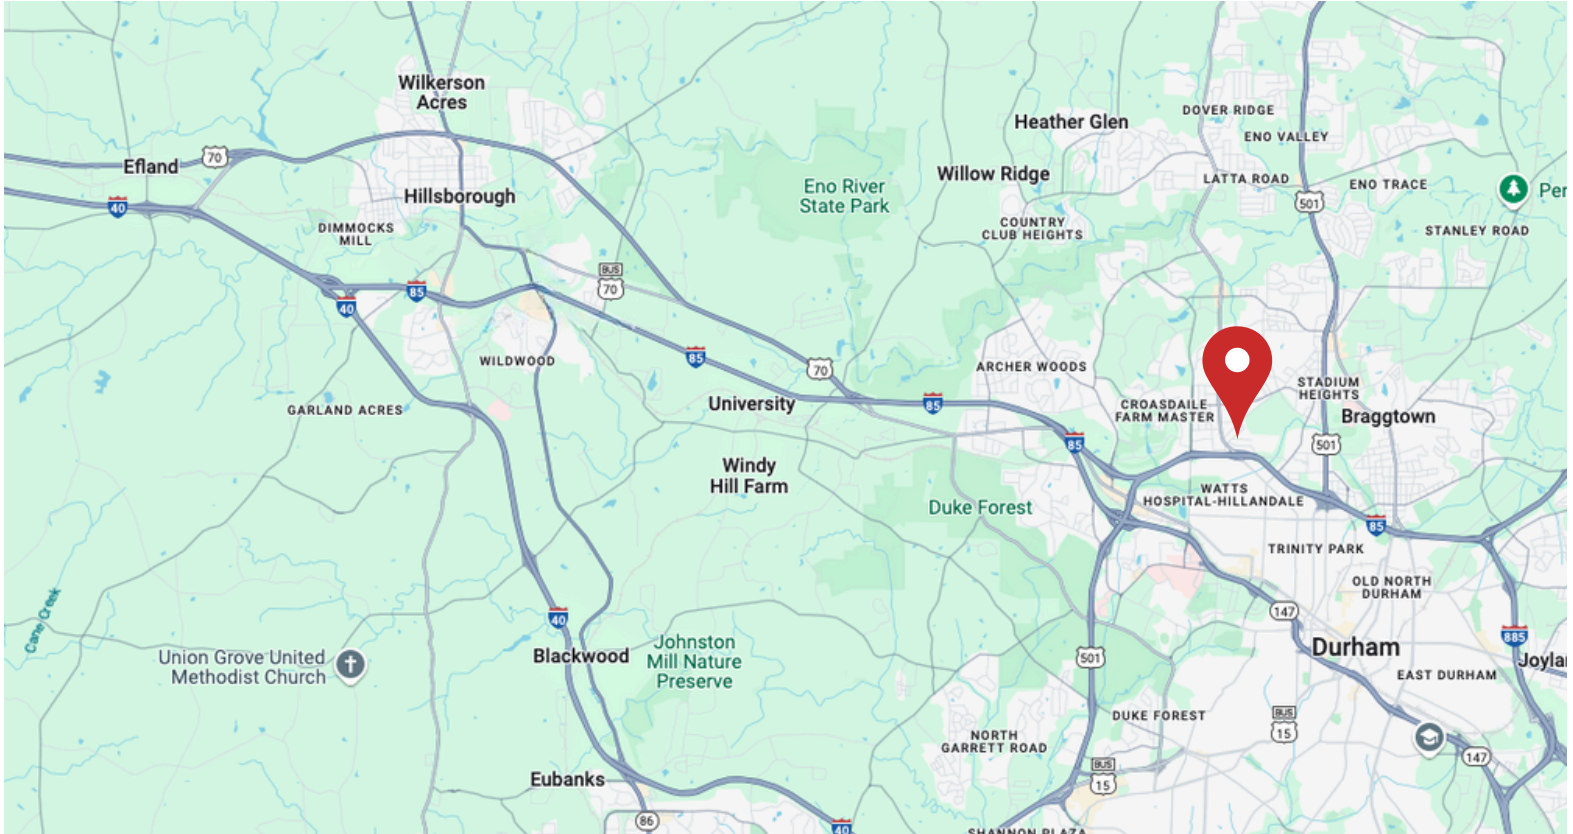 Wilkerson
Acres
Heather Glen
DOVER RIDGE
ENO VALLEY
70
Efland
Willow Ridge
LATTA ROAD
ENO TRACE
Per
Hillsborough
Eno River
State Park
501
40
DIMMOCKS
MILL
COUNTRY
CLUB HEIGHTS
STANLEY ROAD
BUS
70
85
40
85
WILDWOOD
70
ARCHER WOODS
STADIUM
HEIGHTS
GARLAND ACRES
University
85
CROASDAILE
FARM MASTER
Braggtown
85
501
Windy
Hill Farm
WATTS
HOSPITAL-HILLANDALE
Duke Forest
85
TRINITY PARK
OLD NORTH
DURHAM
Cane Creek
40
147
885
Durham
Joylan
Union Grove United
Methodist Church
Blackwood
Johnston
Mill Nature
Preserve
501
EAST DURHAM
DUKE FOREST
BUS
15
NORTH
GARRETT ROAD
147
Eubanks
BUS
15
86
40
SHANNON PLAZA